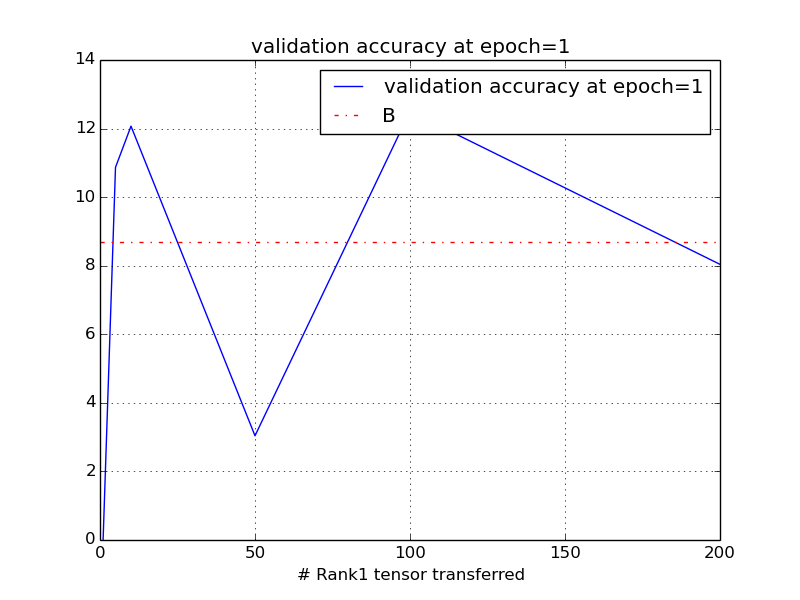 validation accuracy at epoch=1
validation accuracy at epoch=1
B
14
12
10
8
6
4
2
0
0 50 100 150 200
# Rank1 tensor transferred